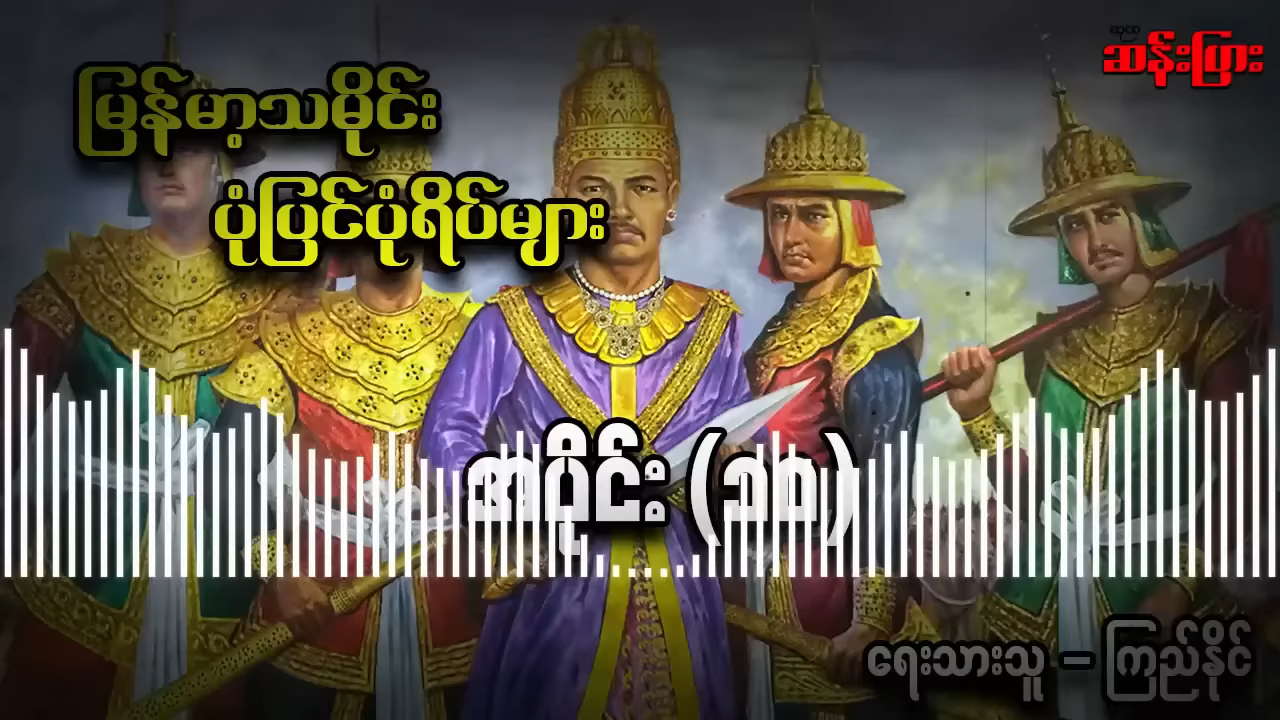 ဆန်းပြား
မြန်မာ့သမိုင်း
ပုံပြင်ပုံရိပ်များ
အပိုင်း (၁၈)
ရေးသားသူ – ကြည်နိုင်